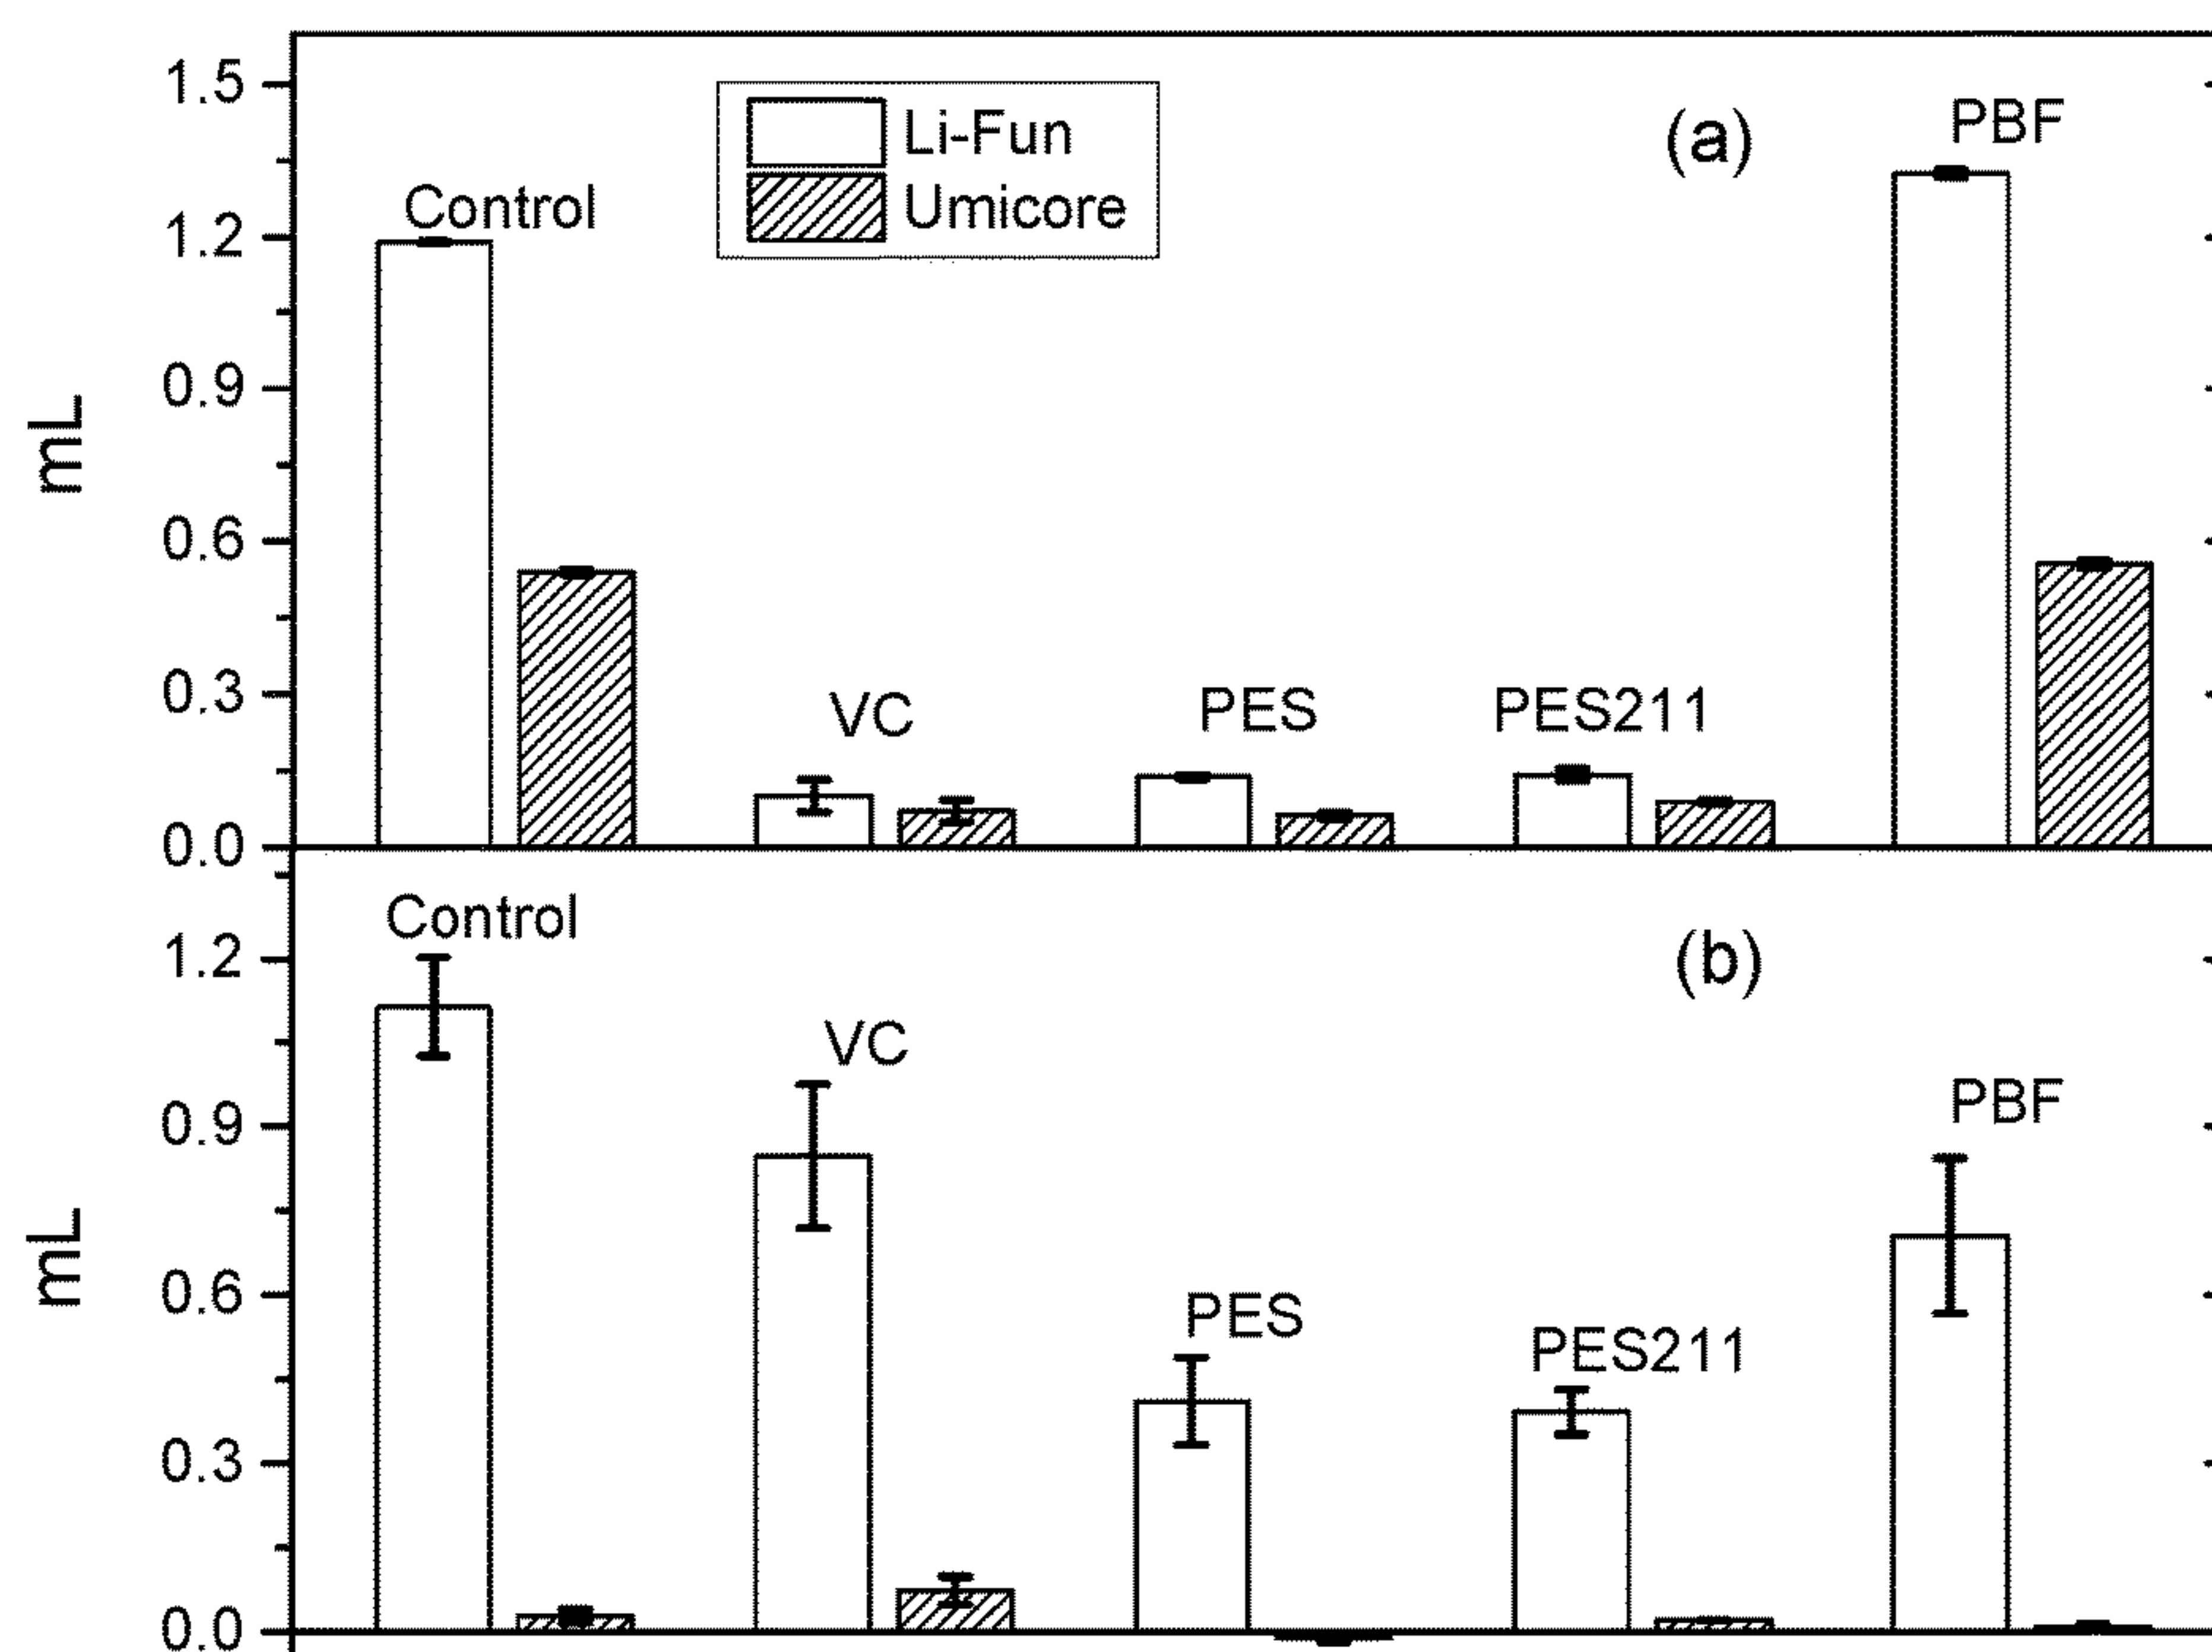 1.5
Li-Fun
(a)
PBF
Control
Umicore
1.2
0.9
mL
0.6
0.3
VC
PES
PES211
0.0
Control
(b)
1.2
VC
0.9
PBF
mL
0.6
PES
PES211
0.3
0.0